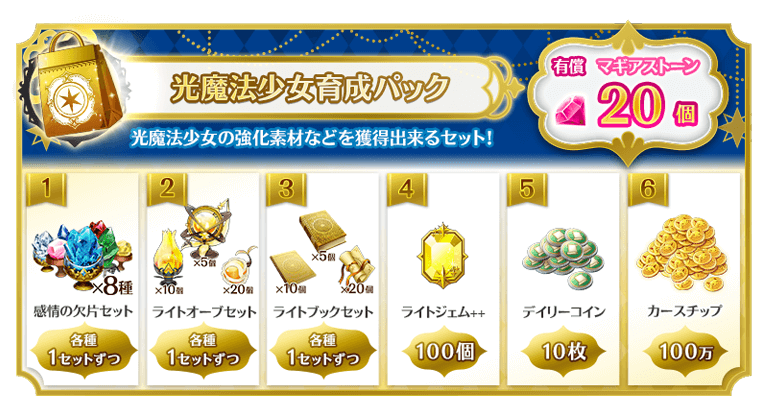 光魔法少女育成パック
光魔法少女の強化素材などを獲得出来るセット!
有償 マギアストーン
20個
1
×8種
感情の欠片セット
各種
1セットずつ
2
×5個
×10個 ×20個
ライトオーブセット
各種
1セットずつ
3
×5個
×10個 ×20個
ライトブックセット
各種
1セットずつ
4
ライトジェム++
100個
5
デイリーコイン
10枚
6
カースチップ
100万